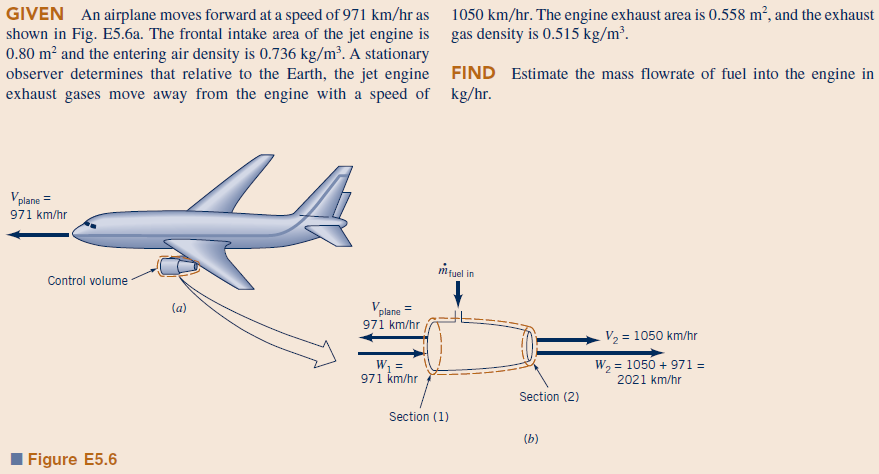 GIVEN An airplane moves forward at a speed of 971 km/hr as
shown in Fig. E5.6a. The frontal intake area of the jet engine is
0.80 m² and the entering air density is 0.736 kg/m³. A stationary
observer determines that relative to the Earth, the jet engine
exhaust gases move away from the engine with a speed of
1050 km/hr. The engine exhaust area is 0.558 m², and the exhaust
gas density is 0.515 kg/m³.
FIND Estimate the mass flowrate of fuel into the engine in
kg/hr.
Vplane =
971 km/hr
Control volume
(a)
ṁfuel in
Vplane =
971 km/hr
W₁ =
971 km/hr
Section (1)
V₂ = 1050 km/hr
W₂ = 1050 + 971 =
2021 km/hr
Section (2)
(b)
Figure E5.6